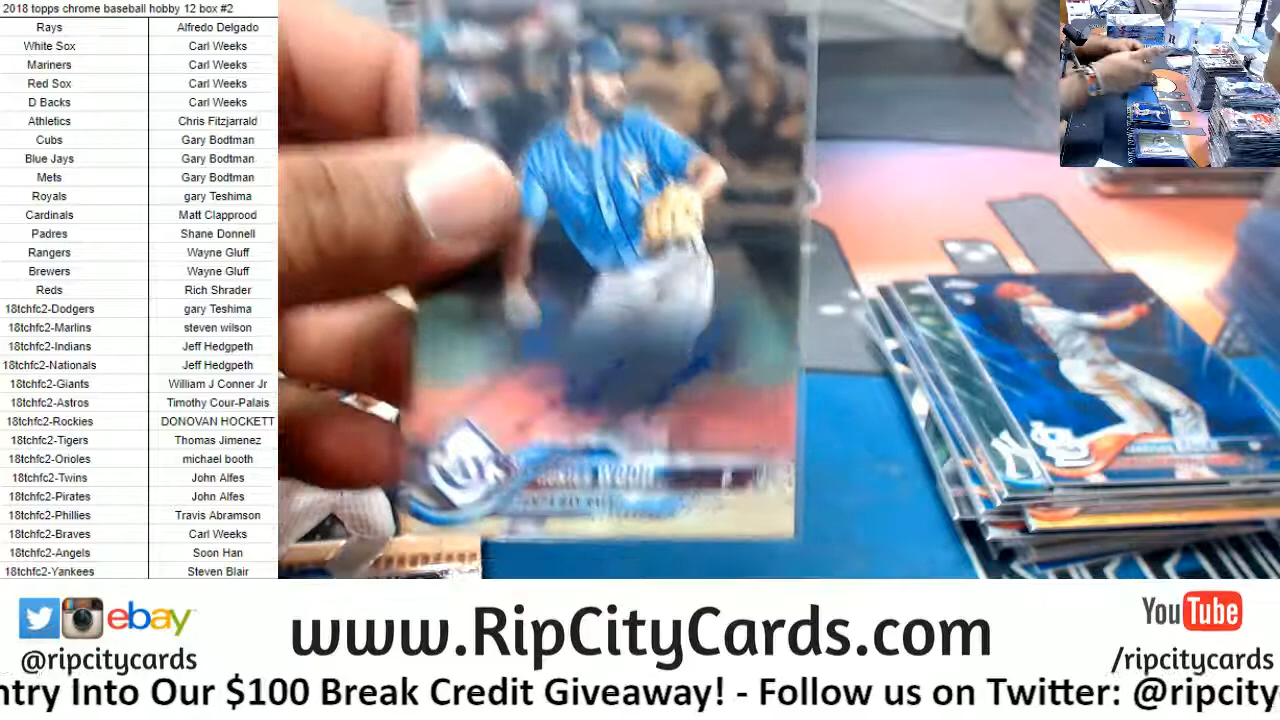 2018 topps chrome baseball hobby 12 box #2
Rays Alfredo Delgado
White Sox Carl Weeks
Mariners Carl Weeks
Red Sox Carl Weeks
D Backs Carl Weeks
Athletics Chris Fitzjarrald
Cubs Gary Bodtman
Blue Jays Gary Bodtman
Mets Gary Bodtman
Royals gary Teshima
Cardinals Matt Clapprood
Padres Shane Donnell
Rangers Wayne Gluff
Brewers Wayne Gluff
Reds Rich Shrader
18tchfc2-Dodgers gary Teshima
18tchfc2-Marlins steven wilson
18tchfc2-Indians Jeff Hedgpeth
18tchfc2-Nationals Jeff Hedgpeth
18tchfc2-Giants William J Conner Jr
18tchfc2-Astros Timothy Cour-Palais
18tchfc2-Rockies DONOVAN HOCKETT
18tchfc2-Tigers Thomas Jimenez
18tchfc2-Orioles michael booth
18tchfc2-Twins John Alfes
18tchfc2-Pirates John Alfes
18tchfc2-Phillies Travis Abramson
18tchfc2-Braves Carl Weeks
18tchfc2-Angels Soon Han
18tchfc2-Yankees Steven Blair
ebay
@ripcitycards
www.RipCityCards.com
YouTube
/ripcitycards
ntry Into Our $100 Break Credit Giveaway! - Follow us on Twitter: @ripcity